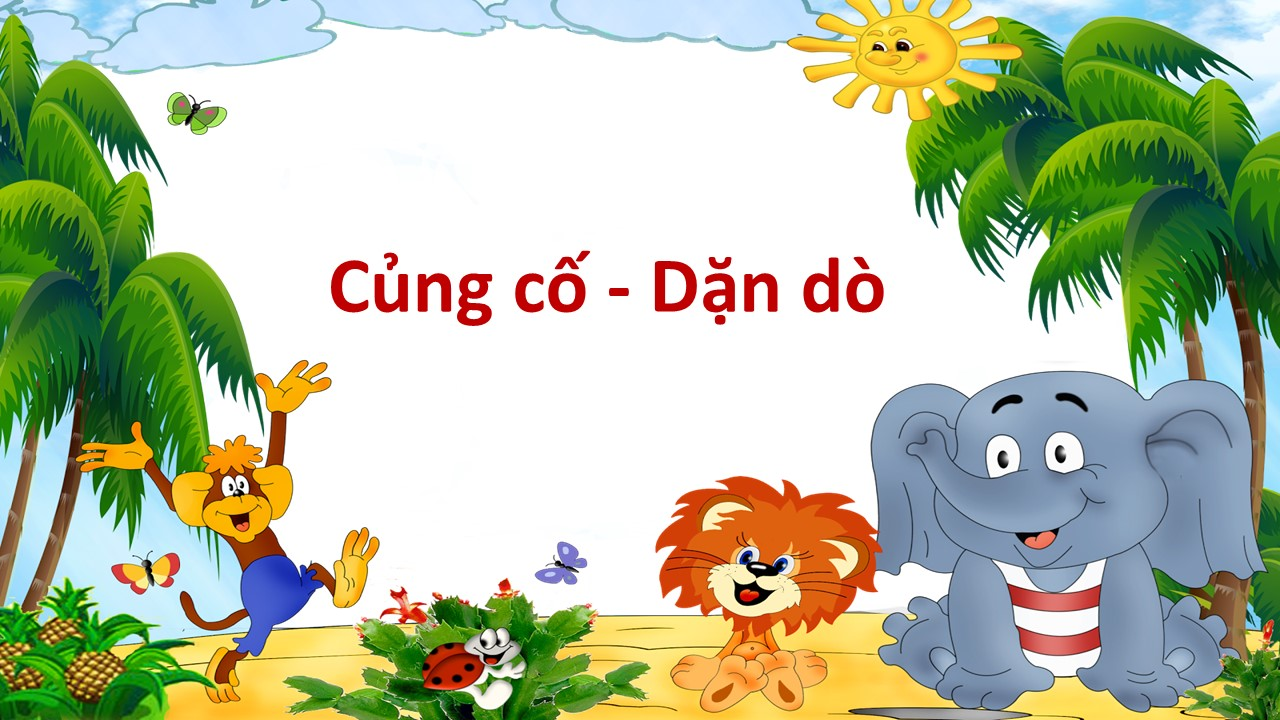 Củng cố - Dặn dò